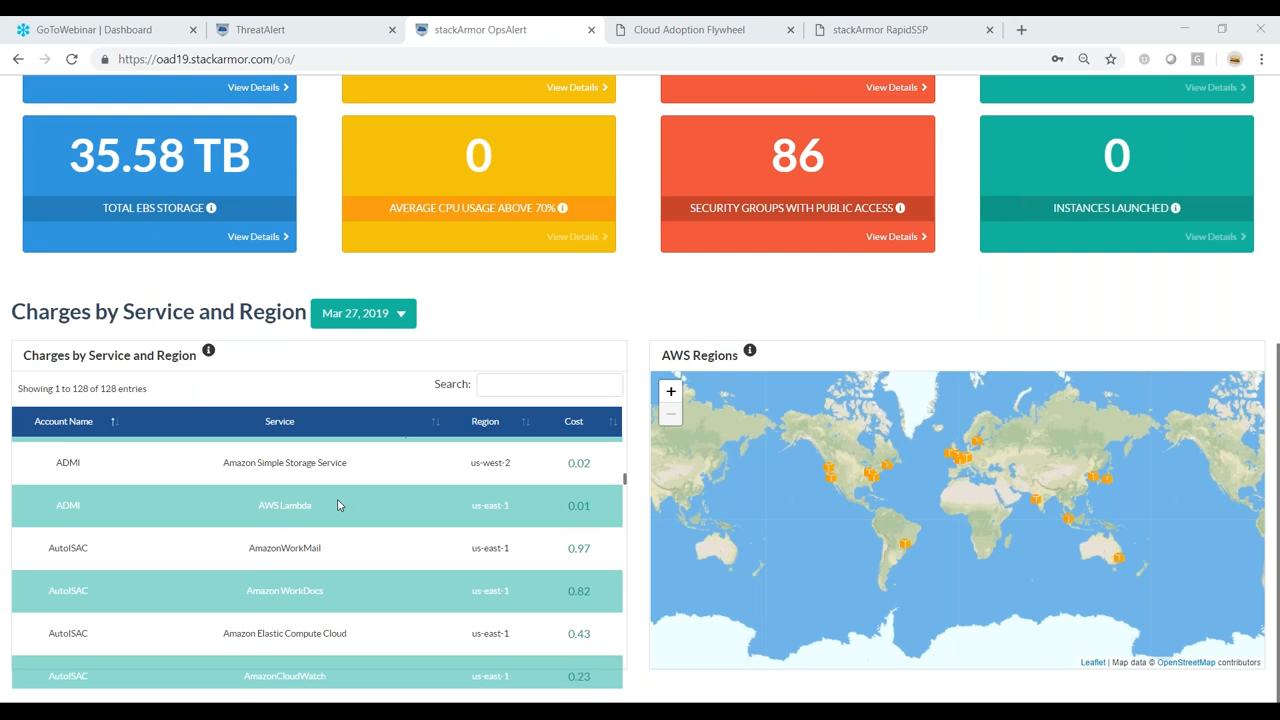 GoToWebinar | Dashboard
ThreatAlert
stackArmor OpsAlert
Cloud Adoption Flywheel
stackArmor RapidSSP
https://oad19.stackarmor.com/oa/
View Details
View Details
View Details
View Details
35.58 TB
0
86
0
TOTAL EBS STORAGE
AVERAGE CPU USAGE ABOVE 70%
SECURITY GROUPS WITH PUBLIC ACCESS
INSTANCES LAUNCHED
View Details
View Details
View Details
View Details
Charges by Service and Region
Mar 27, 2019
Charges by Service and Region
AWS Regions
Showing 1 to 128 of 128 entries
Search:
Account Name Service Region Cost
ADMI Amazon Simple Storage Service us-west-2 0.02
ADMI AWS Lambda us-east-1 0.01
AutoISAC AmazonWorkMail us-east-1 0.97
AutoISAC Amazon WorkDocs us-east-1 0.82
AutoISAC Amazon Elastic Compute Cloud us-east-1 0.43
AutoISAC AmazonCloudWatch us-east-1 0.23
+
−
Leaflet | Map data © OpenStreetMap contributors